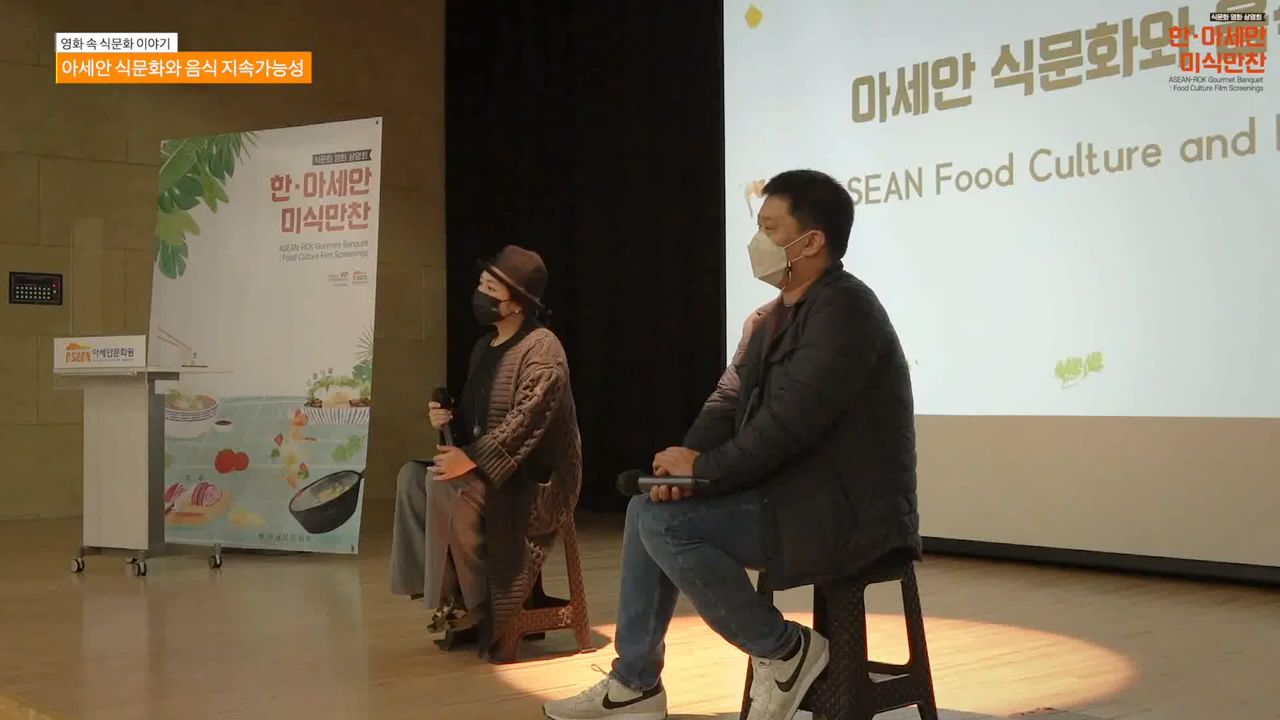 영화 속 식문화 이야기
아세안 식문화와 음식 지속가능성
식문화 영화 상영회
한·아세안
미식만찬
ASEAN-ROK Gourmet Banquet
: Food Culture Film Screenings
아세안 식문화와
ASEAN Food Culture and
식문화 영화 상영회
한·아세안
미식만찬
ASEAN-ROK Gourmet Banquet
: Food Culture Film Screenings
아세안문화원